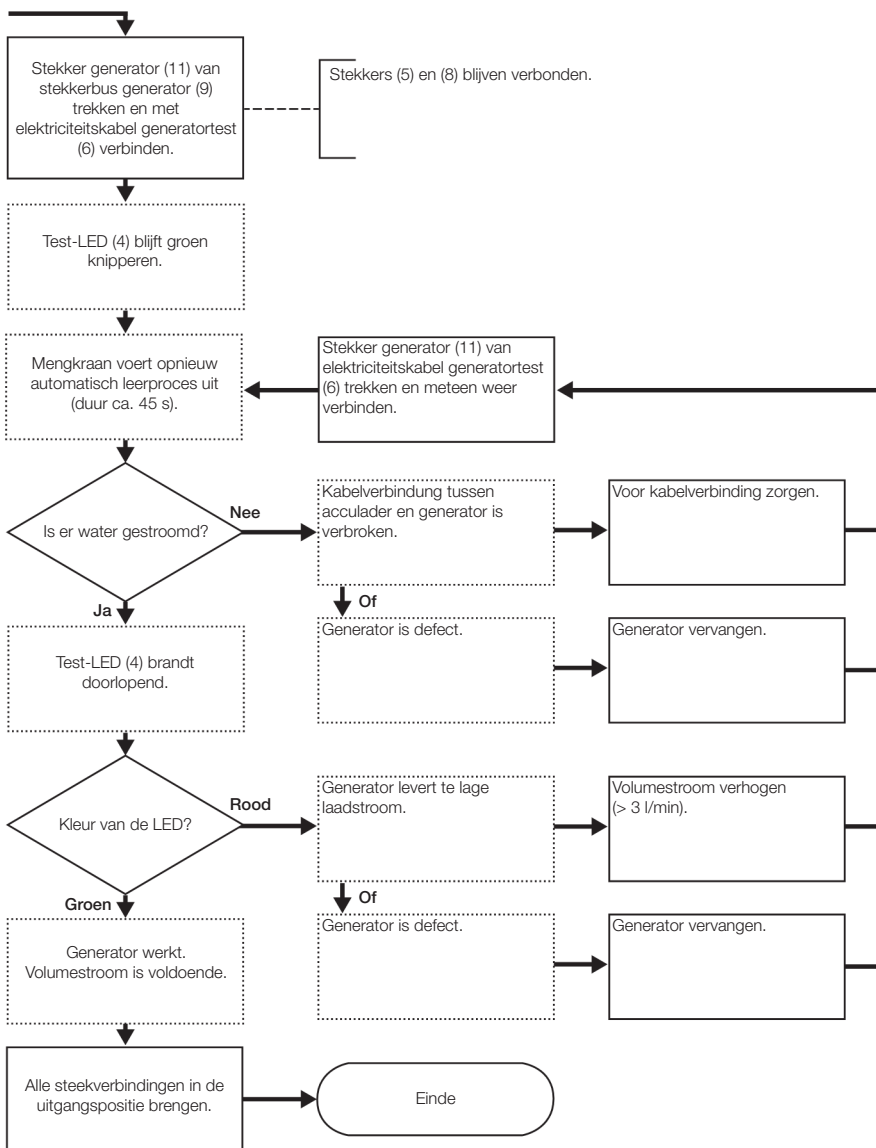 Stekker generator (11) van
stekkerbus generator (9)
trekken en met
elektriciteitskabel generatortest
(6) verbinden.
Stekkers (5) en (8) blijven verbonden.
Test-LED (4) blijft groen
knipperen.
Mengkraan voert opnieuw
automatisch leerproces uit
(duur ca. 45 s).
Stekker generator (11) van
elektriciteitskabel generatortest
(6) trekken en meteen weer
verbinden.
Is er water gestroomd?
Nee
Kabelverbinding tussen
acculader en generator is
verbroken.
Voor kabelverbinding zorgen.
Ja
Of
Generator is defect.
Generator vervangen.
Test-LED (4) brandt
doorlopend.
Kleur van de LED?
Rood
Generator levert te lage
laadstroom.
Volumestroom verhogen
(> 3 l/min).
Groen
Of
Generator is defect.
Generator vervangen.
Generator werkt.
Volumestroom is voldoende.
Alle steekverbindingen in de
uitgangspositie brengen.
Einde